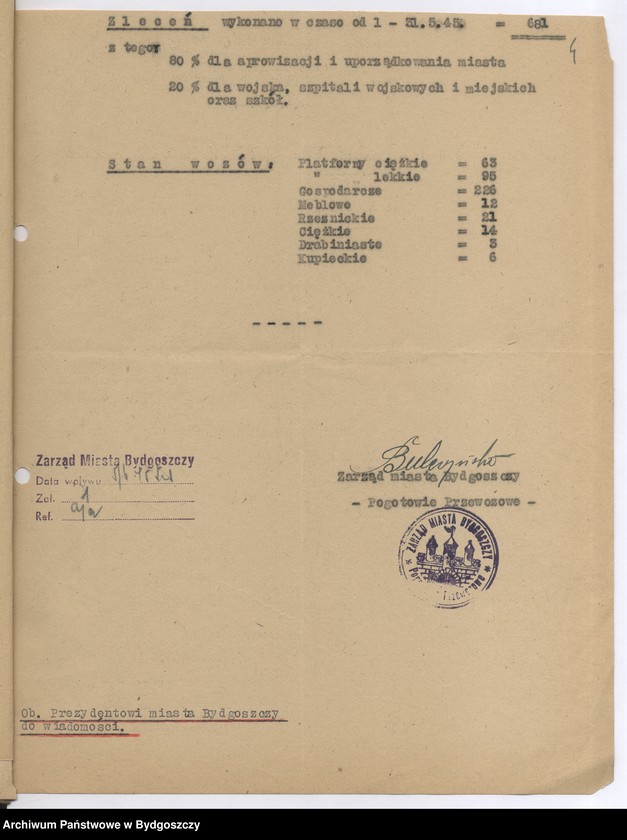 Zleceń wykonano w czase od 1 - 31.5.45. = 681
4
z tego:
80 % dla aprowizacji i uporządkowania miasta
20 % dla wojska, szpitali wojskowych i miejskich
oraz szkół.
Stan wozów: Platformy ciężkie = 63
" lekkie = 95
Gospodarcze = 226
Meblowe = 12
Rzeźnickie = 21
Ciężkie = 14
Drabiniaste = 3
Kupieckie = 6
-----
Zarząd Miasta Bydgoszczy
Data wpływu
Zał. 1
Ref.
Zarząd miasta Bydgoszczy
- Pogotowie Przewozowe -
* ZARZĄD MIASTA BYDGOSZCZY *
Ob. Prezydentowi miasta Bydgoszczy
do wiadomości.
Archiwum Państwowe w Bydgoszczy